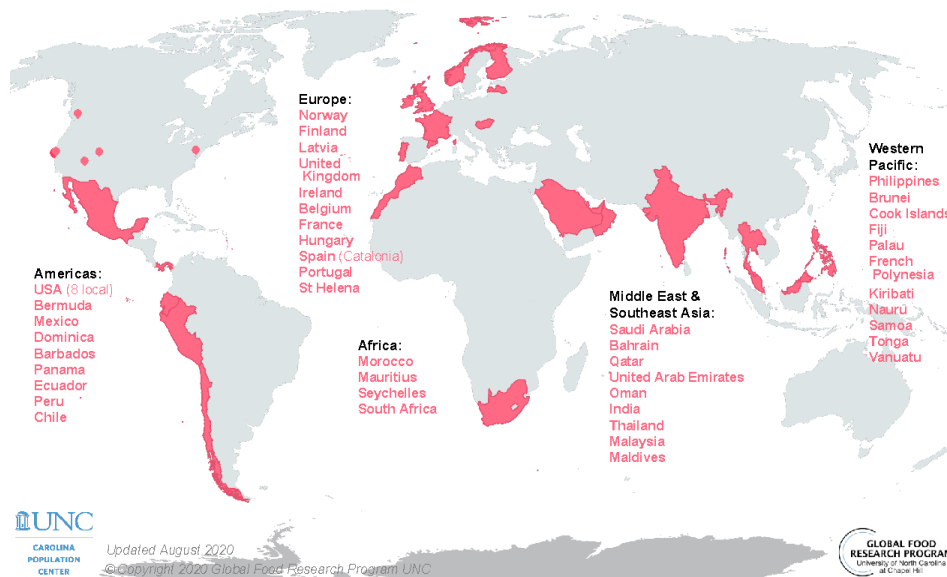 Europe:
Norway
Finland
Latvia
United
Kingdom
Ireland
Belgium
France
Hungary
Spain (Catalonia)
Portugal
St Helena
Western
Pacific:
Philippines
Brunei
Cook Islands
Fiji
Palau
French
Polynesia
Kiribati
Nauru
Samoa
Tonga
Vanuatu
Americas:
USA (8 local)
Bermuda
Mexico
Dominica
Barbados
Panama
Ecuador
Peru
Chile
Africa:
Morocco
Mauritius
Seychelles
South Africa
Middle East &
Southeast Asia:
Saudi Arabia
Bahrain
Qatar
United Arab Emirates
Oman
India
Thailand
Malaysia
Maldives
UNC
CAROLINA
POPULATION
CENTER
Updated August 2020
© Copyright 2020 Global Food Research Program UNC
GLOBAL FOOD
RESEARCH PROGRAM
University of North Carolina
at Chapel Hill